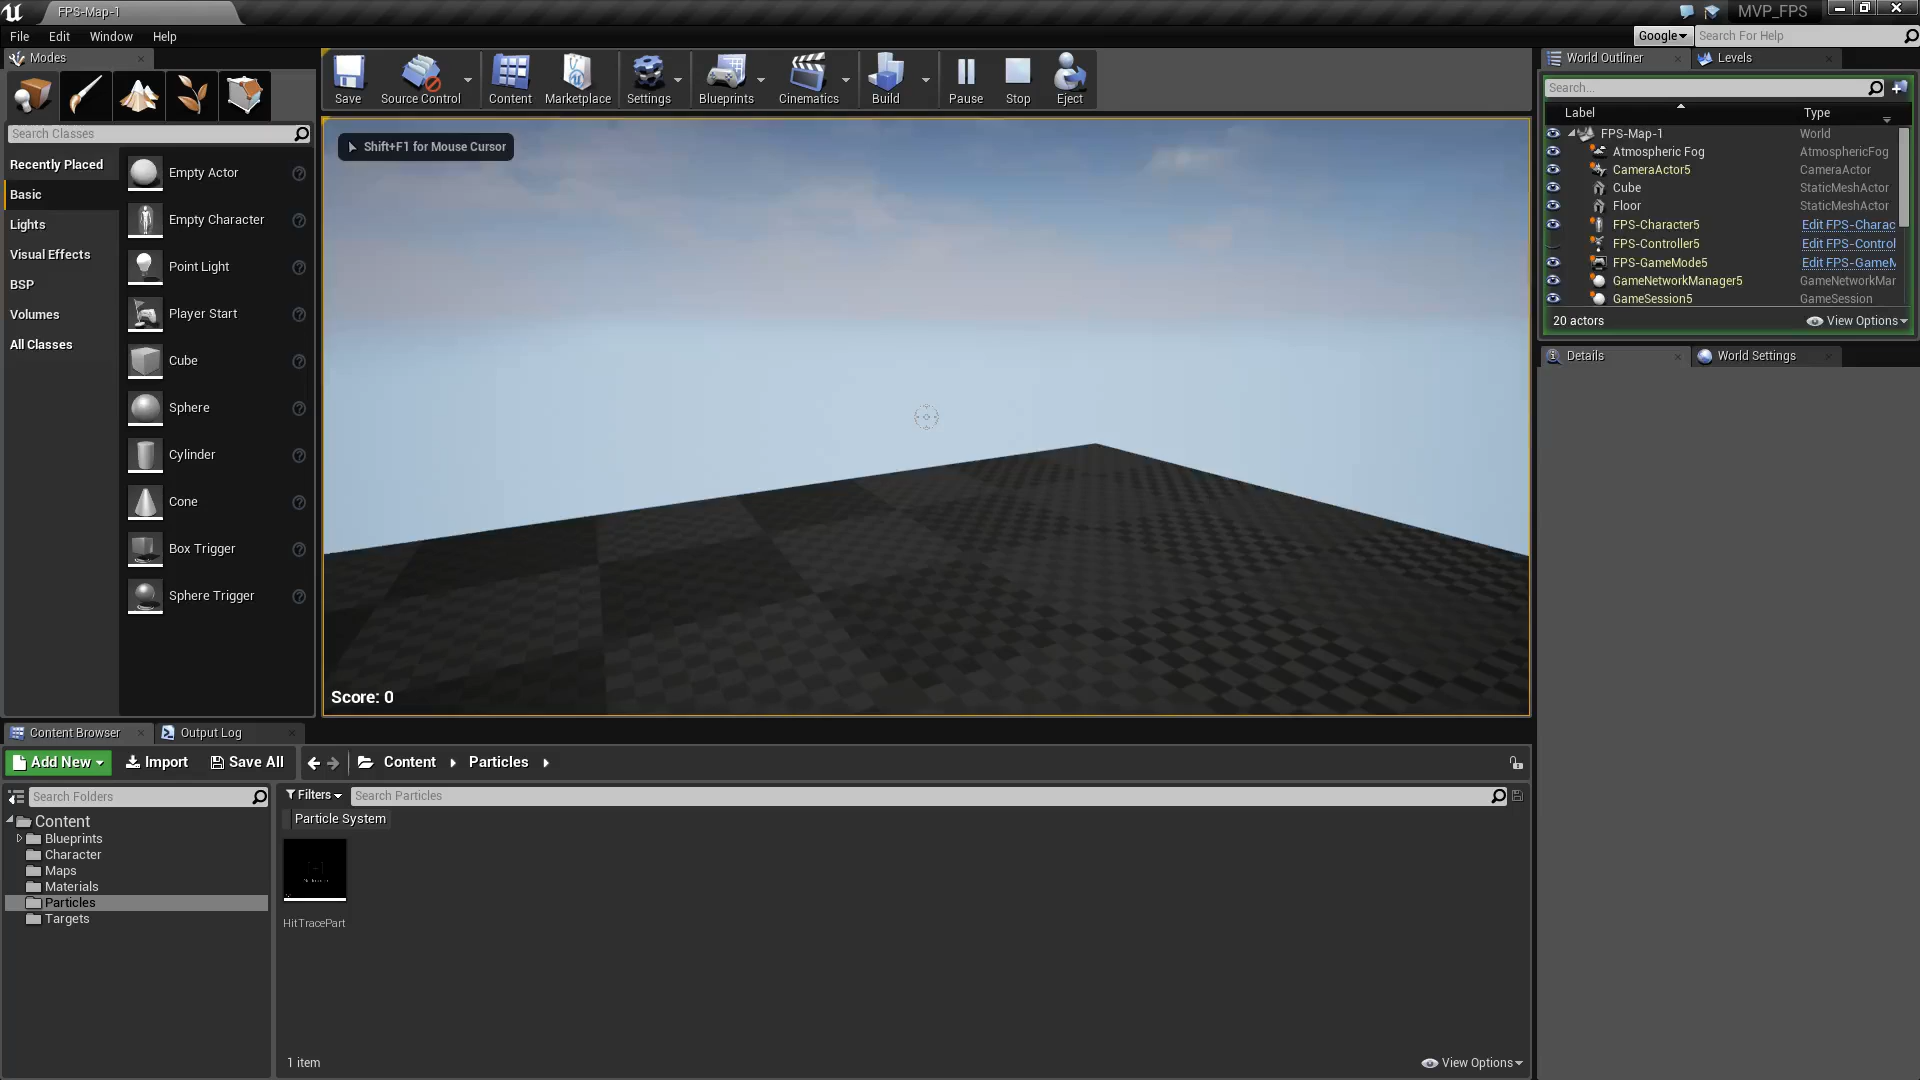 FPS-Map-1
MVP_FPS
File Edit Window Help
Google
Search For Help
Modes
Search Classes
Recently Placed
Basic
Lights
Visual Effects
BSP
Volumes
All Classes
Empty Actor
Empty Character
Point Light
Player Start
Cube
Sphere
Cylinder
Cone
Box Trigger
Sphere Trigger
Save Source Control Content Marketplace Settings Blueprints Cinematics Build Pause Stop Eject
Shift+F1 for Mouse Cursor
Score: 0
World Outliner Levels
Search...
Label Type
FPS-Map-1 World
Atmospheric Fog AtmosphericFog
CameraActor5 CameraActor
Cube StaticMeshActor
Floor StaticMeshActor
FPS-Character5 Edit FPS-Charac
FPS-Controller5 Edit FPS-Control
FPS-GameMode5 Edit FPS-GameM
GameNetworkManager5 GameNetworkMar
GameSession5 GameSession
20 actors View Options
Details World Settings
Content Browser Output Log
Add New Import Save All Content Particles
Search Folders
Content
Blueprints
Character
Maps
Materials
Particles
Targets
Filters Search Particles
Particle System
HitTracePart
1 item View Options